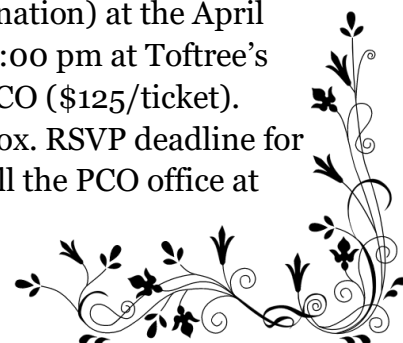 nation) at the April
:00 pm at Toftree’s
CO ($125/ticket).
ox. RSVP deadline for
ll the PCO office at